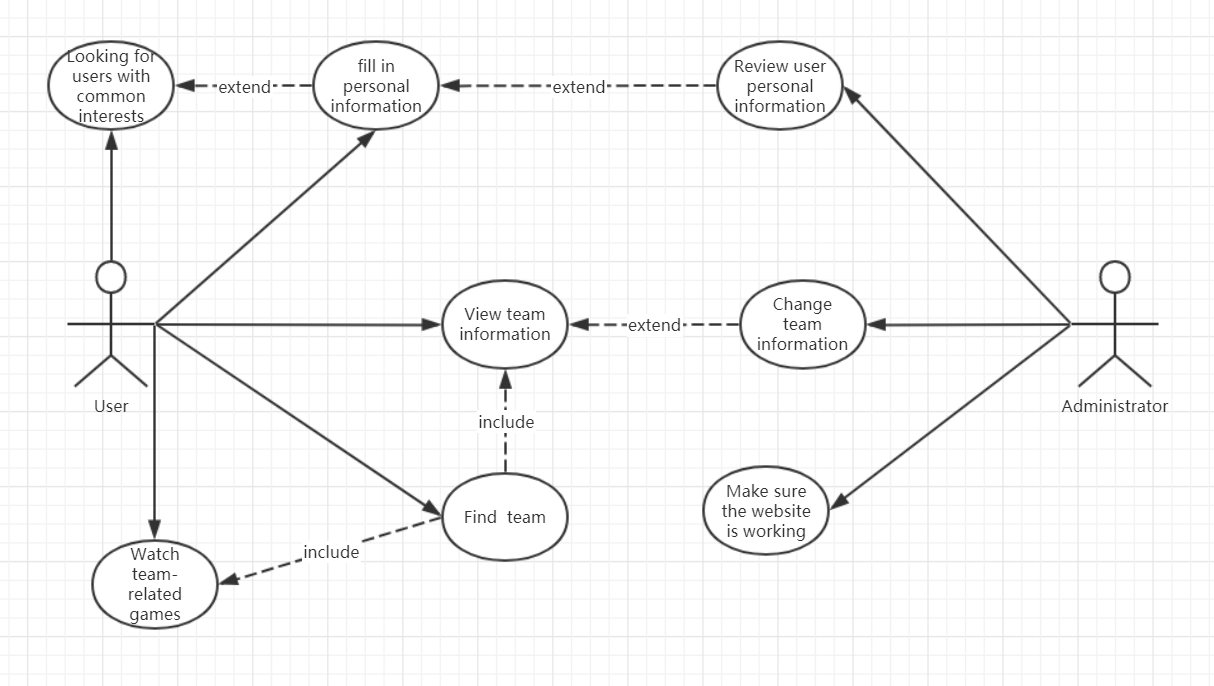 Looking for
users with
common
interests
extend
fill in
personal
information
extend
Review user
personal
information
View team
information
extend
Change
team
information
User
Administrator
include
Find team
Make sure
the website
is working
include
Watch
team-
related
games